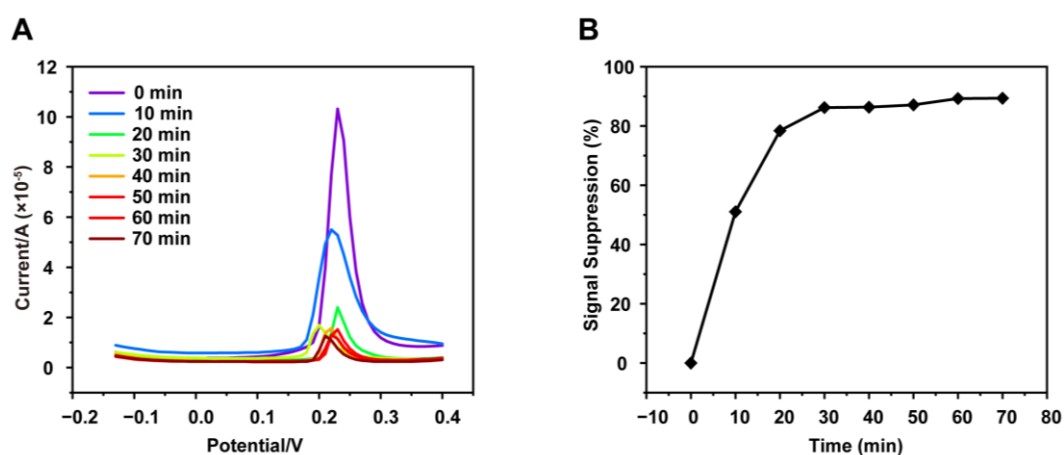 A
Current/A (×10⁻⁵)
12
10
8
6
4
2
0
0 min
10 min
20 min
30 min
40 min
50 min
60 min
70 min
−0.2
−0.1
0.0
0.1
0.2
0.3
0.4
Potential/V
B
Signal Suppression (%)
100
80
60
40
20
0
−10
0
10
20
30
40
50
60
70
80
Time (min)